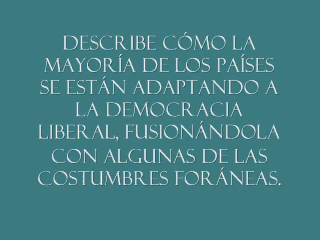 DESCRIBE CÓMO LA
MAYORÍA DE LOS PAÍSES
SE ESTÁN ADAPTANDO A
LA DEMOCRACIA
LIBERAL, FUSIONÁNDOLA
CON ALGUNAS DE LAS
COSTUMBRES FORÁNEAS.